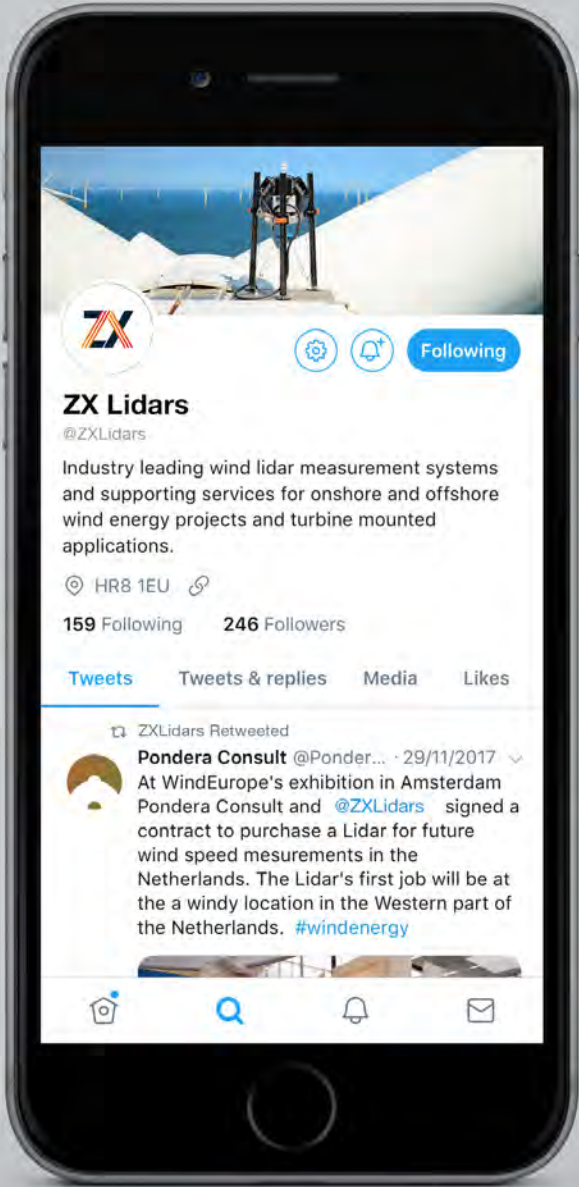 ZX
Following
ZX Lidars
@ZXLidars
Industry leading wind lidar measurement systems
and supporting services for onshore and offshore
wind energy projects and turbine mounted
applications.
HR8 1EU
159 Following 246 Followers
Tweets Tweets & replies Media Likes
ZXLidars Retweeted
Pondera Consult @Ponder... · 29/11/2017
At WindEurope's exhibition in Amsterdam
Pondera Consult and @ZXLidars signed a
contract to purchase a Lidar for future
wind speed mesurements in the
Netherlands. The Lidar's first job will be at
the a windy location in the Western part of
the Netherlands. #windenergy